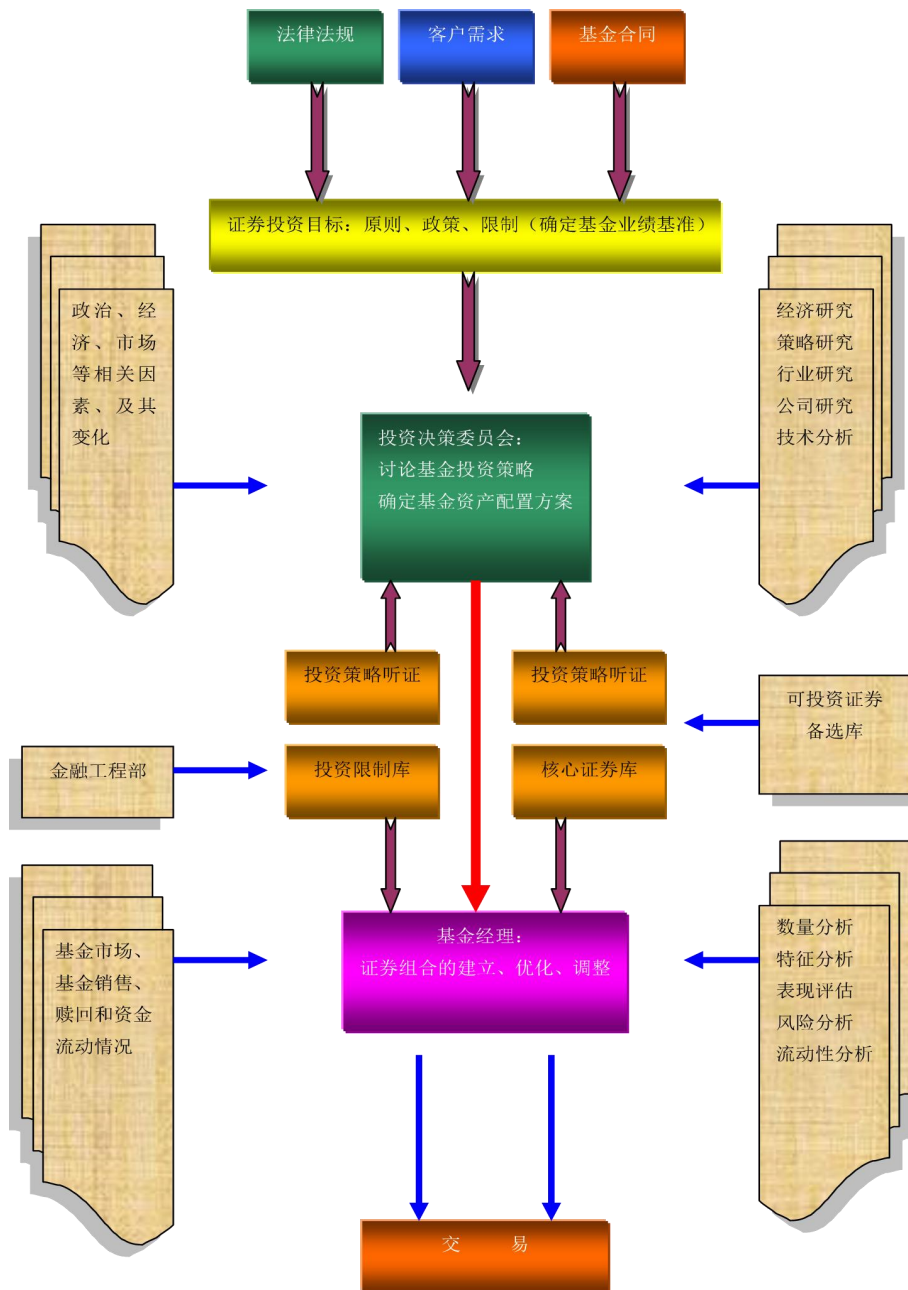 法律法规
客户需求
基金合同
证券投资目标：原则、政策、限制（确定基金业绩基准）
政治、经
济、市场
等相关因
素、及其
变化
经济研究
策略研究
行业研究
公司研究
技术分析
投资决策委员会：
讨论基金投资策略
确定基金资产配置方案
投资策略听证
投资策略听证
可投资证券
备选库
金融工程部
投资限制库
核心证券库
基金市场、
基金销售、
赎回和资金
流动情况
基金经理：
证券组合的建立、优化、调整
数量分析
特征分析
表现评估
风险分析
流动性分析
交 易